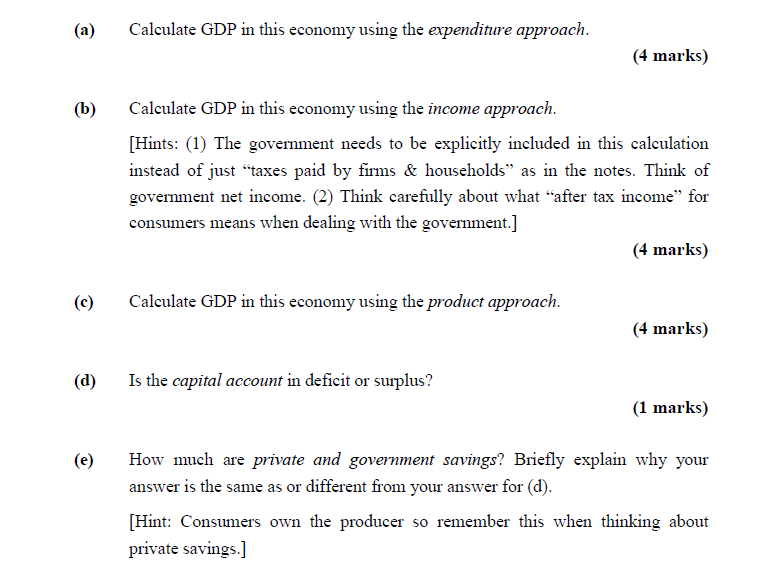 (a) Calculate GDP in this economy using the expenditure approach.
(4 marks)
(b) Calculate GDP in this economy using the income approach.
[Hints: (1) The government needs to be explicitly included in this calculation
instead of just “taxes paid by firms & households” as in the notes. Think of
government net income. (2) Think carefully about what “after tax income” for
consumers means when dealing with the government.]
(4 marks)
(c) Calculate GDP in this economy using the product approach.
(4 marks)
(d) Is the capital account in deficit or surplus?
(1 marks)
(e) How much are private and government savings? Briefly explain why your
answer is the same as or different from your answer for (d).
[Hint: Consumers own the producer so remember this when thinking about
private savings.]